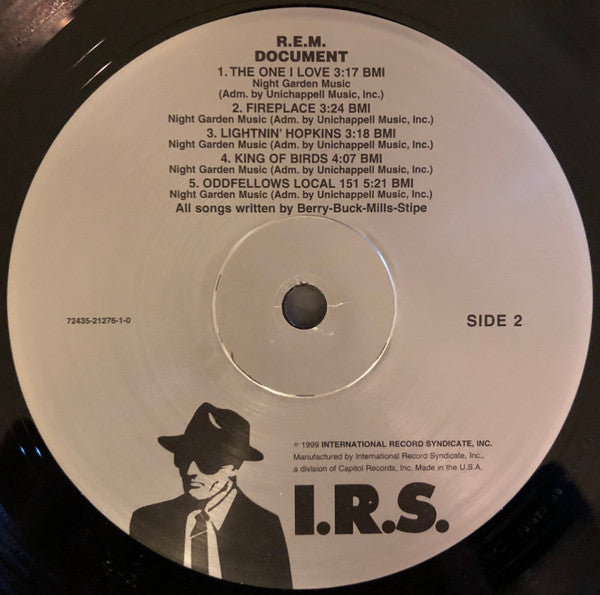 R.E.M.
DOCUMENT
1. THE ONE I LOVE 3:17 BMI
Night Garden Music
(Adm. by Unichappell Music, Inc.)
2. FIREPLACE 3:24 BMI
Night Garden Music (Adm. by Unichappell Music, Inc.)
3. LIGHTNIN' HOPKINS 3:18 BMI
Night Garden Music (Adm. by Unichappell Music, Inc.)
4. KING OF BIRDS 4:07 BMI
Night Garden Music (Adm. by Unichappell Music, Inc.)
5. ODDFELLOWS LOCAL 151 5:21 BMI
Night Garden Music (Adm. by Unichappell Music, Inc.)
All songs written by Berry-Buck-Mills-Stipe
72435-21276-1-0
SIDE 2
℗ 1999 INTERNATIONAL RECORD SYNDICATE, INC.
Manufactured by International Record Syndicate, Inc.,
a division of Capitol Records, Inc. Made in the U.S.A.
I.R.S.